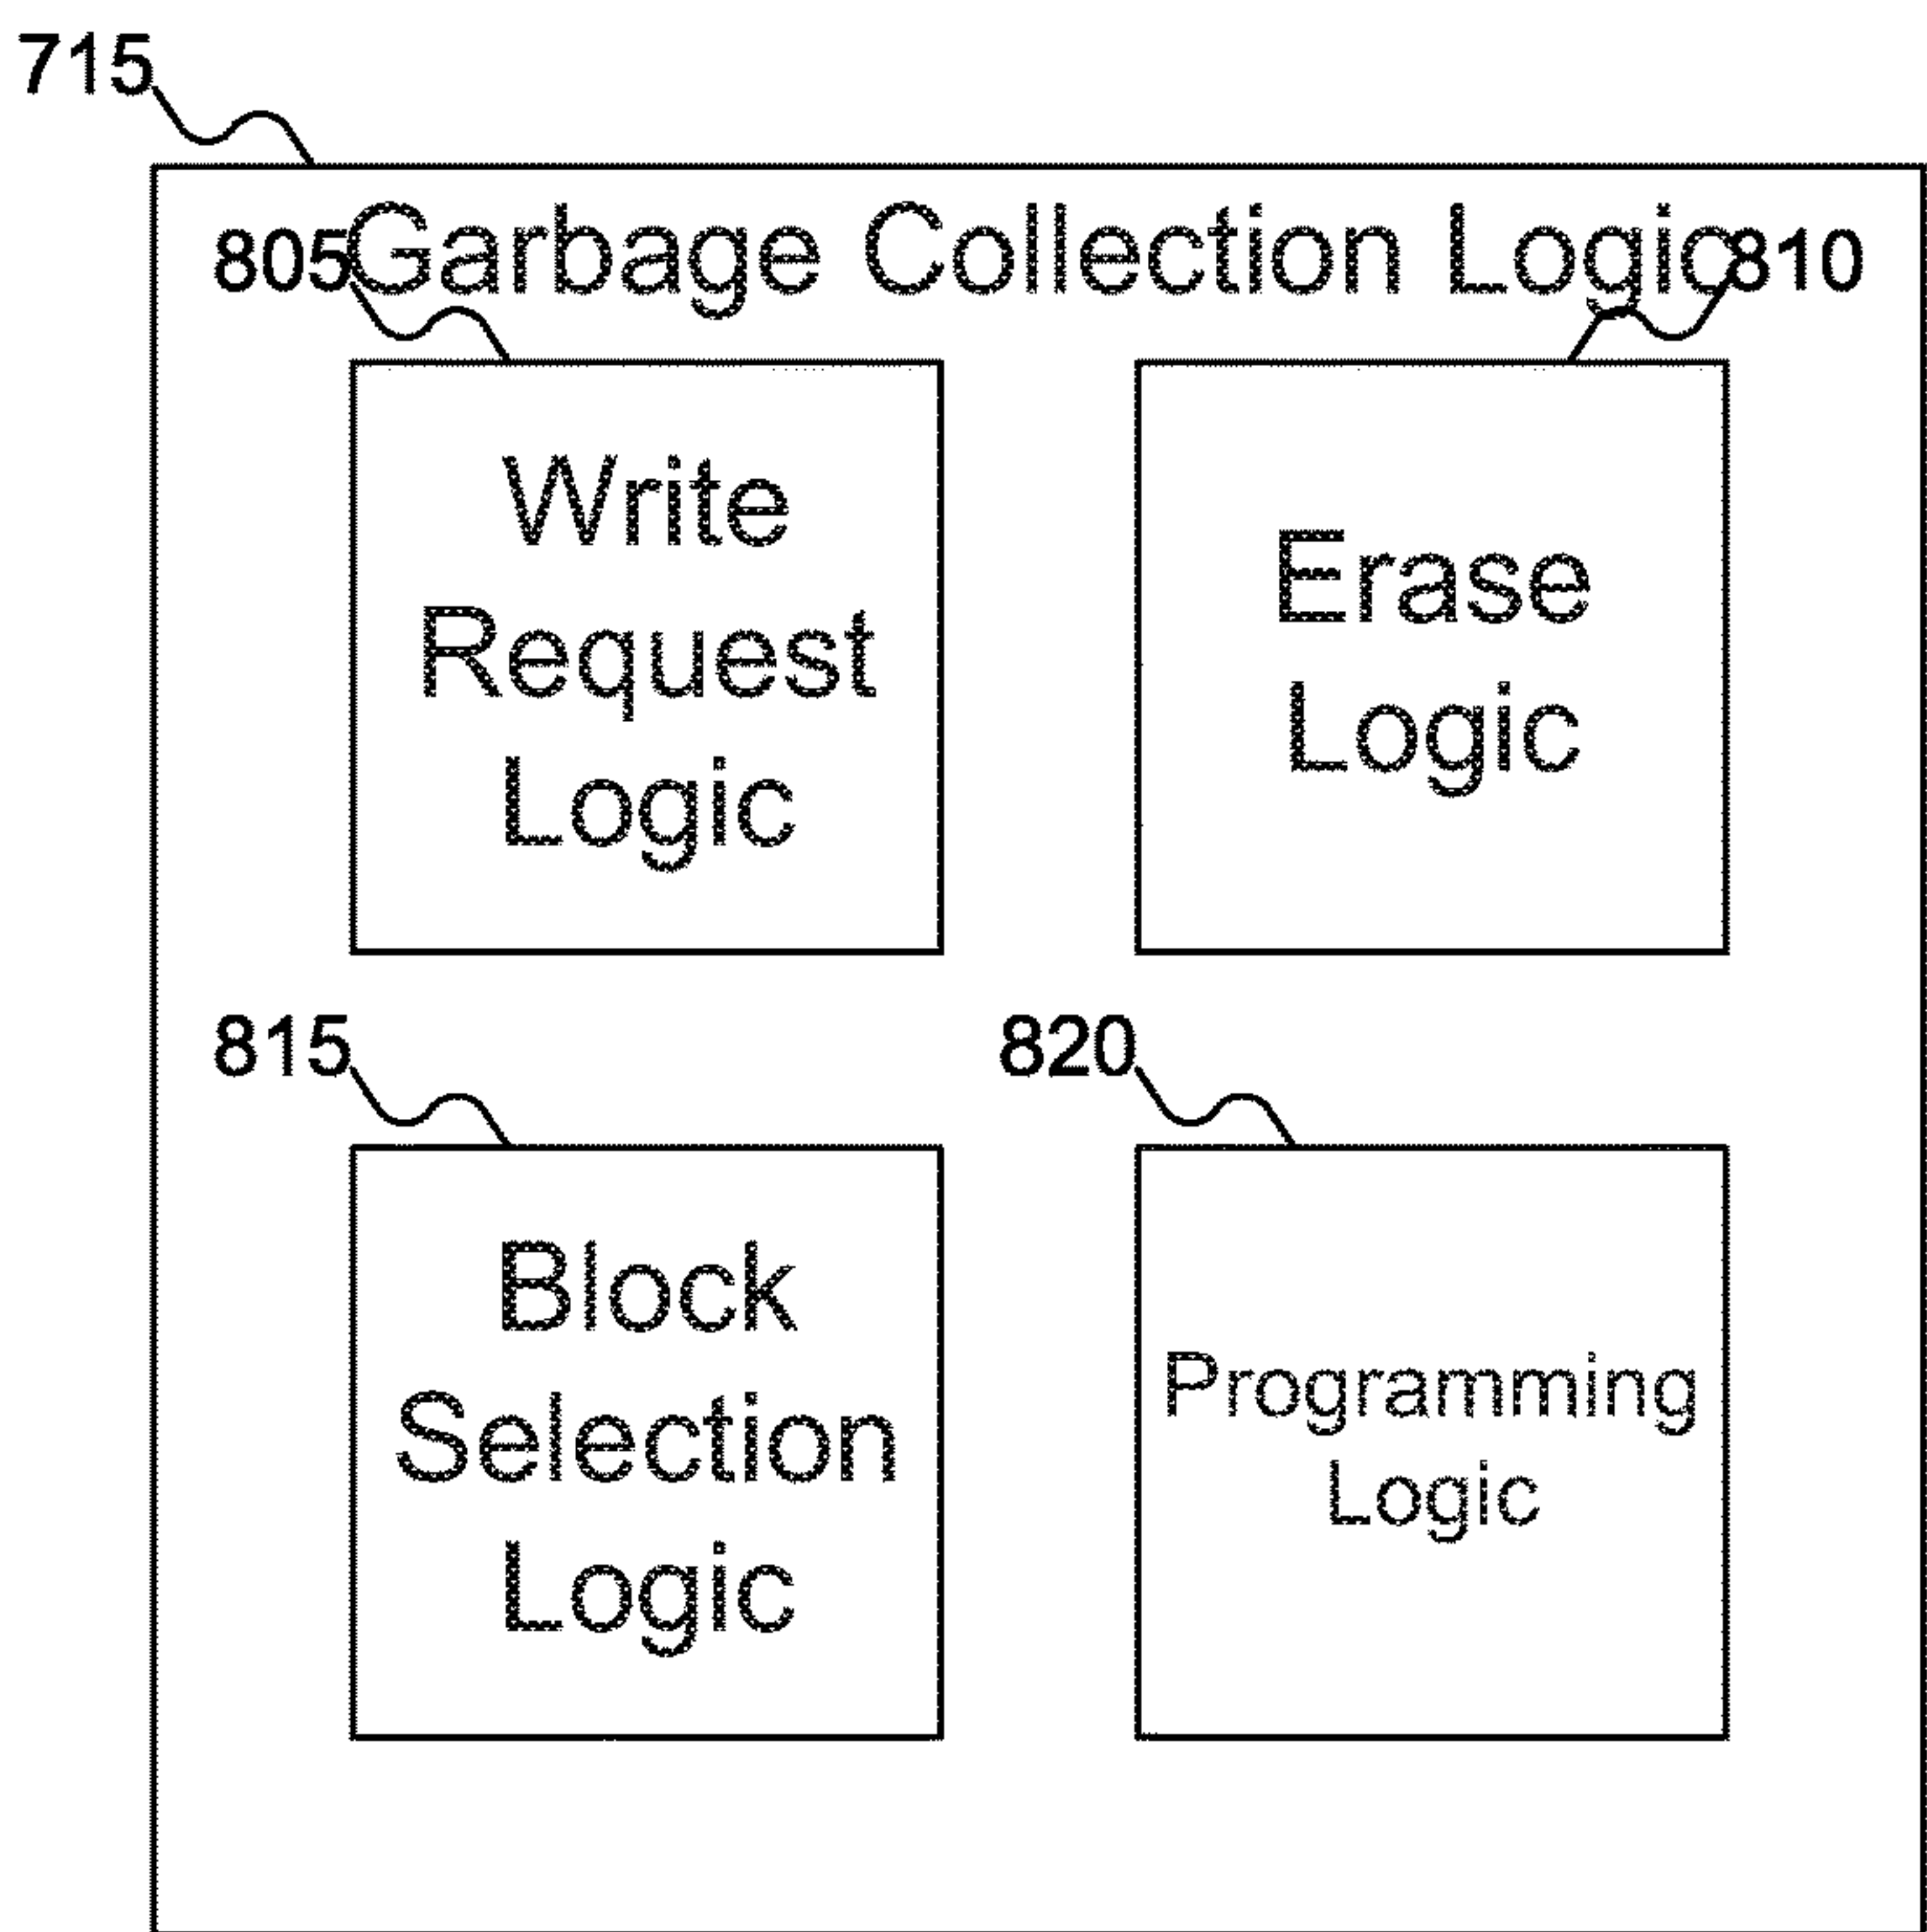 715
805 Garbage Collection Logic 810
Write
Request
Logic
Erase
Logic
815
820
Block
Selection
Logic
Programming
Logic